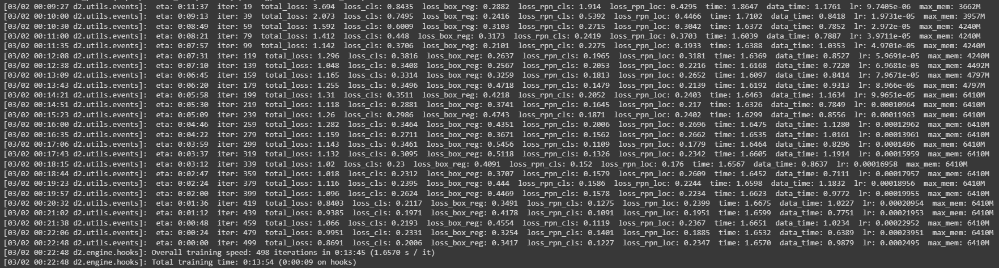 [03/02 00:09:27 d2.utils.events]: eta: 0:11:37 iter: 19 total_loss: 3.694 loss_cls: 0.8435 loss_box_reg: 0.2882 loss_rpn_cls: 1.914 loss_rpn_loc: 0.4295 time: 1.8647 data_time: 1.1761 lr: 9.7405e-06 max_mem: 3662M
[03/02 00:10:00 d2.utils.events]: eta: 0:09:13 iter: 39 total_loss: 2.073 loss_cls: 0.7495 loss_box_reg: 0.2416 loss_rpn_cls: 0.5392 loss_rpn_loc: 0.4466 time: 1.7102 data_time: 0.8418 lr: 1.9731e-05 max_mem: 3957M
[03/02 00:10:30 d2.utils.events]: eta: 0:08:49 iter: 59 total_loss: 1.592 loss_cls: 0.6009 loss_box_reg: 0.3103 loss_rpn_cls: 0.2715 loss_rpn_loc: 0.3042 time: 1.6372 data_time: 0.7852 lr: 2.972e-05 max_mem: 4240M
[03/02 00:11:00 d2.utils.events]: eta: 0:08:21 iter: 79 total_loss: 1.412 loss_cls: 0.448 loss_box_reg: 0.3173 loss_rpn_cls: 0.2419 loss_rpn_loc: 0.3703 time: 1.6039 data_time: 0.7887 lr: 3.9711e-05 max_mem: 4240M
[03/02 00:11:35 d2.utils.events]: eta: 0:07:57 iter: 99 total_loss: 1.142 loss_cls: 0.3706 loss_box_reg: 0.2101 loss_rpn_cls: 0.2275 loss_rpn_loc: 0.1933 time: 1.6388 data_time: 1.0353 lr: 4.9701e-05 max_mem: 4240M
[03/02 00:12:08 d2.utils.events]: eta: 0:07:31 iter: 119 total_loss: 1.296 loss_cls: 0.3816 loss_box_reg: 0.2637 loss_rpn_cls: 0.1965 loss_rpn_loc: 0.3181 time: 1.6369 data_time: 0.8527 lr: 5.9691e-05 max_mem: 4240M
[03/02 00:12:38 d2.utils.events]: eta: 0:07:10 iter: 139 total_loss: 1.048 loss_cls: 0.3408 loss_box_reg: 0.2567 loss_rpn_cls: 0.2053 loss_rpn_loc: 0.2216 time: 1.6168 data_time: 0.7220 lr: 6.9681e-05 max_mem: 4492M
[03/02 00:13:09 d2.utils.events]: eta: 0:06:45 iter: 159 total_loss: 1.165 loss_cls: 0.3314 loss_box_reg: 0.3259 loss_rpn_cls: 0.1813 loss_rpn_loc: 0.2652 time: 1.6097 data_time: 0.8414 lr: 7.9671e-05 max_mem: 4797M
[03/02 00:13:43 d2.utils.events]: eta: 0:06:20 iter: 179 total_loss: 1.255 loss_cls: 0.3496 loss_box_reg: 0.4718 loss_rpn_cls: 0.1479 loss_rpn_loc: 0.2139 time: 1.6192 data_time: 0.9313 lr: 8.966e-05 max_mem: 4797M
[03/02 00:14:21 d2.utils.events]: eta: 0:05:58 iter: 199 total_loss: 1.31 loss_cls: 0.3511 loss_box_reg: 0.4218 loss_rpn_cls: 0.2052 loss_rpn_loc: 0.2403 time: 1.6463 data_time: 1.1634 lr: 9.9651e-05 max_mem: 6410M
[03/02 00:14:51 d2.utils.events]: eta: 0:05:30 iter: 219 total_loss: 1.118 loss_cls: 0.2881 loss_box_reg: 0.3741 loss_rpn_cls: 0.1645 loss_rpn_loc: 0.217 time: 1.6326 data_time: 0.7849 lr: 0.00010964 max_mem: 6410M
[03/02 00:15:23 d2.utils.events]: eta: 0:05:09 iter: 239 total_loss: 1.26 loss_cls: 0.2986 loss_box_reg: 0.4743 loss_rpn_cls: 0.1871 loss_rpn_loc: 0.2402 time: 1.6299 data_time: 0.8556 lr: 0.00011963 max_mem: 6410M
[03/02 00:16:00 d2.utils.events]: eta: 0:04:46 iter: 259 total_loss: 1.282 loss_cls: 0.3464 loss_box_reg: 0.4351 loss_rpn_cls: 0.2006 loss_rpn_loc: 0.2696 time: 1.6475 data_time: 1.1280 lr: 0.00012962 max_mem: 6410M
[03/02 00:16:35 d2.utils.events]: eta: 0:04:22 iter: 279 total_loss: 1.159 loss_cls: 0.2711 loss_box_reg: 0.3671 loss_rpn_cls: 0.1562 loss_rpn_loc: 0.2662 time: 1.6535 data_time: 1.0161 lr: 0.00013961 max_mem: 6410M
[03/02 00:17:06 d2.utils.events]: eta: 0:03:59 iter: 299 total_loss: 1.143 loss_cls: 0.3461 loss_box_reg: 0.5456 loss_rpn_cls: 0.1109 loss_rpn_loc: 0.1779 time: 1.6464 data_time: 0.8296 lr: 0.0001496 max_mem: 6410M
[03/02 00:17:43 d2.utils.events]: eta: 0:03:37 iter: 319 total_loss: 1.132 loss_cls: 0.3095 loss_box_reg: 0.5118 loss_rpn_cls: 0.1326 loss_rpn_loc: 0.2342 time: 1.6605 data_time: 1.1914 lr: 0.00015959 max_mem: 6410M
[03/02 00:18:15 d2.utils.events]: eta: 0:03:12 iter: 339 total_loss: 1.02 loss_cls: 0.23 loss_box_reg: 0.4091 loss_rpn_cls: 0.152 loss_rpn_loc: 0.176 time: 1.6567 data_time: 0.8637 lr: 0.00016958 max_mem: 6410M
[03/02 00:18:44 d2.utils.events]: eta: 0:02:47 iter: 359 total_loss: 1.018 loss_cls: 0.2312 loss_box_reg: 0.3707 loss_rpn_cls: 0.1579 loss_rpn_loc: 0.2609 time: 1.6452 data_time: 0.7111 lr: 0.00017957 max_mem: 6410M
[03/02 00:19:23 d2.utils.events]: eta: 0:02:24 iter: 379 total_loss: 1.116 loss_cls: 0.2395 loss_box_reg: 0.444 loss_rpn_cls: 0.1586 loss_rpn_loc: 0.2244 time: 1.6598 data_time: 1.1832 lr: 0.00018956 max_mem: 6410M
[03/02 00:19:57 d2.utils.events]: eta: 0:02:00 iter: 399 total_loss: 1.096 loss_cls: 0.2624 loss_box_reg: 0.4469 loss_rpn_cls: 0.1578 loss_rpn_loc: 0.2234 time: 1.6623 data_time: 0.9772 lr: 0.00019955 max_mem: 6410M
[03/02 00:20:32 d2.utils.events]: eta: 0:01:36 iter: 419 total_loss: 0.8403 loss_cls: 0.2117 loss_box_reg: 0.3491 loss_rpn_cls: 0.1275 loss_rpn_loc: 0.2399 time: 1.6675 data_time: 1.0227 lr: 0.00020954 max_mem: 6410M
[03/02 00:21:02 d2.utils.events]: eta: 0:01:12 iter: 439 total_loss: 0.9385 loss_cls: 0.1971 loss_box_reg: 0.4178 loss_rpn_cls: 0.1091 loss_rpn_loc: 0.1951 time: 1.6599 data_time: 0.7751 lr: 0.00021953 max_mem: 6410M
[03/02 00:21:38 d2.utils.events]: eta: 0:00:48 iter: 459 total_loss: 1.066 loss_cls: 0.2193 loss_box_reg: 0.4554 loss_rpn_cls: 0.1119 loss_rpn_loc: 0.2367 time: 1.6651 data_time: 1.0234 lr: 0.00022952 max_mem: 6410M
[03/02 00:22:06 d2.utils.events]: eta: 0:00:24 iter: 479 total_loss: 0.9951 loss_cls: 0.2331 loss_box_reg: 0.3254 loss_rpn_cls: 0.1401 loss_rpn_loc: 0.1885 time: 1.6532 data_time: 0.6389 lr: 0.00023951 max_mem: 6410M
[03/02 00:22:48 d2.utils.events]: eta: 0:00:00 iter: 499 total_loss: 0.8691 loss_cls: 0.2006 loss_box_reg: 0.3417 loss_rpn_cls: 0.1227 loss_rpn_loc: 0.2347 time: 1.6570 data_time: 0.9879 lr: 0.0002495 max_mem: 6410M
[03/02 00:22:48 d2.engine.hooks]: Overall training speed: 498 iterations in 0:13:45 (1.6570 s / it)
[03/02 00:22:48 d2.engine.hooks]: Total training time: 0:13:54 (0:00:09 on hooks)